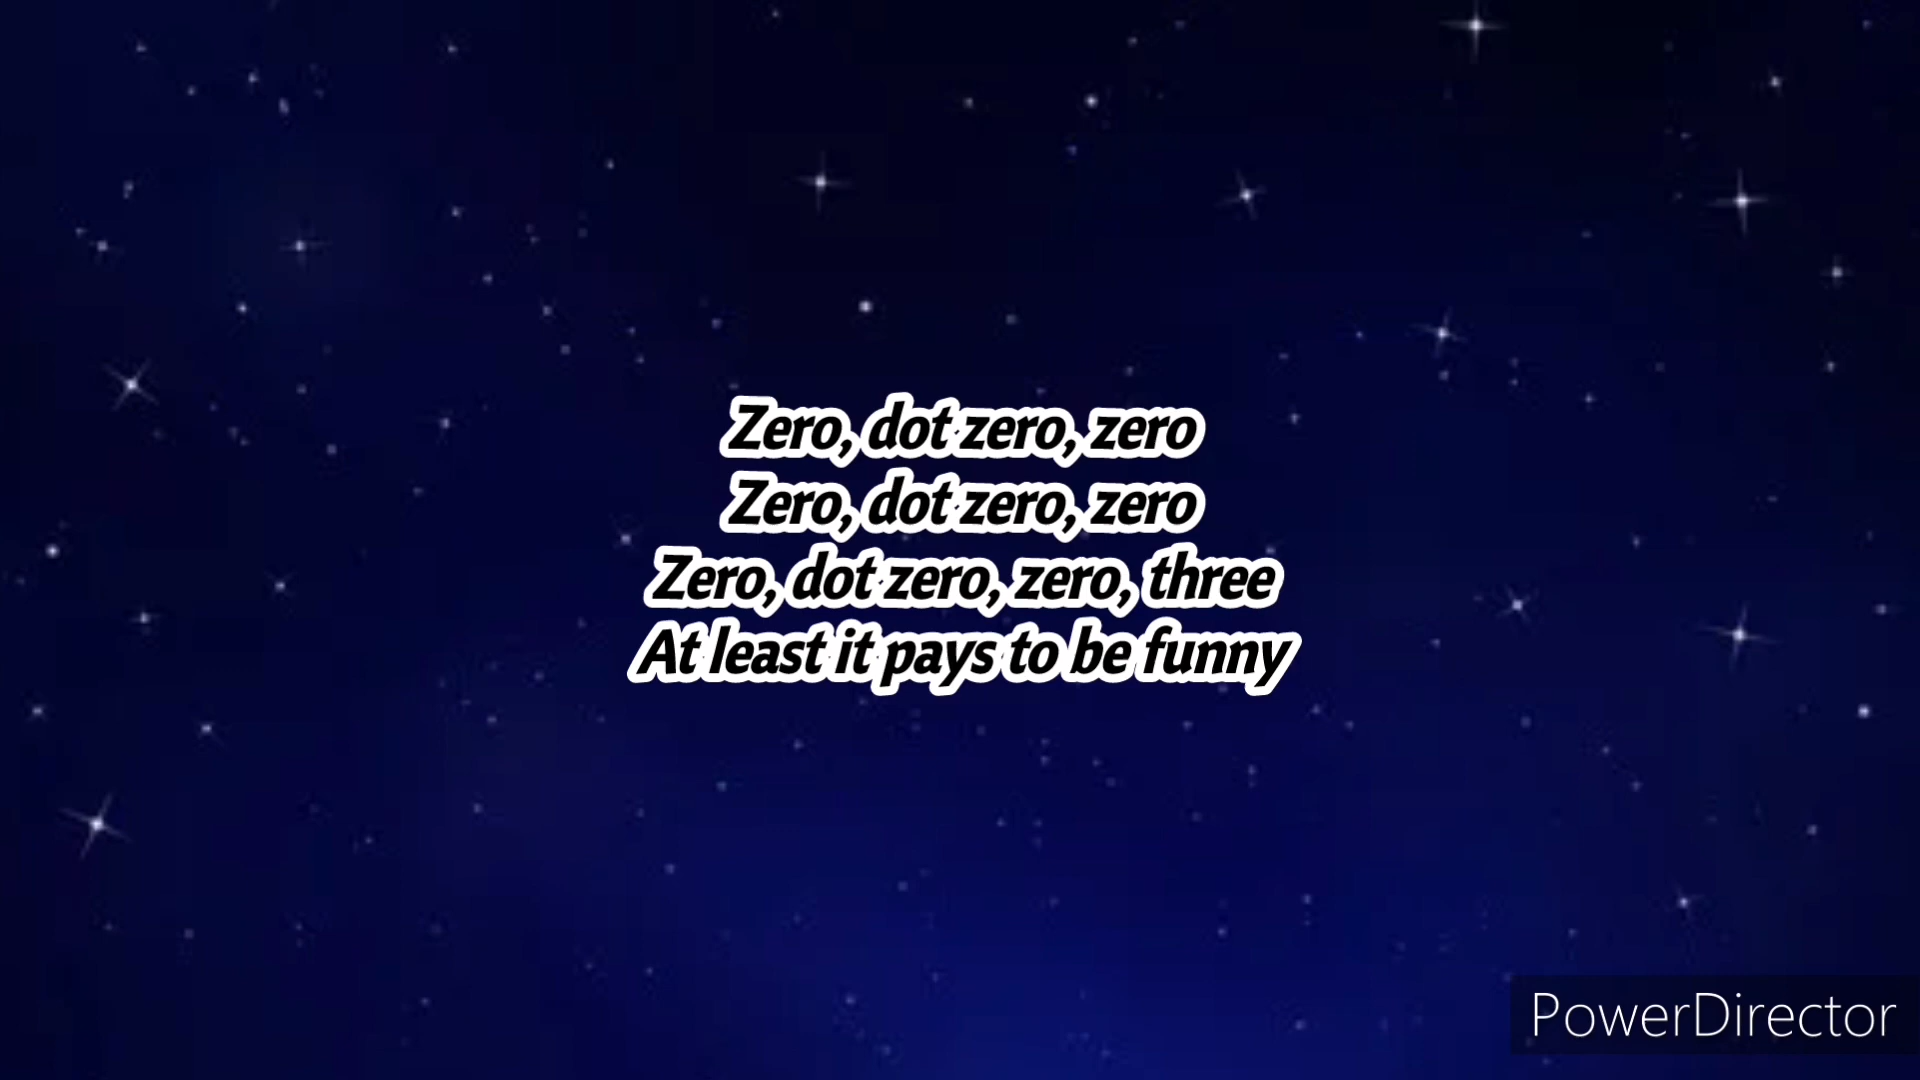 Zero, dot zero, zero
Zero, dot zero, zero
Zero, dot zero, zero, three
At least it pays to be funny
PowerDirector